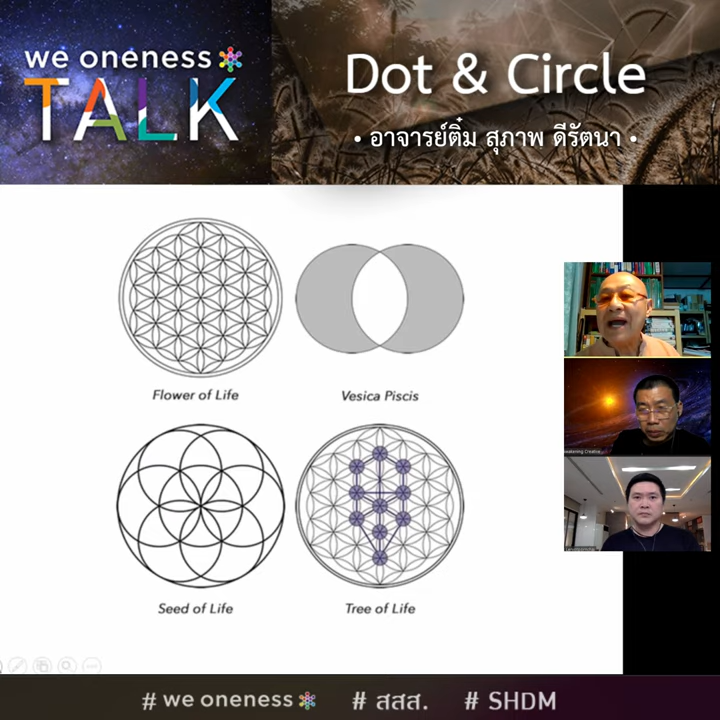 we oneness
TALK
Dot & Circle
• อาจารย์ติ๋ม สุภาพ ดีรัตนา •
Flower of Life
Vesica Piscis
Seed of Life
Tree of Life
# we oneness # สสส. # SHDM